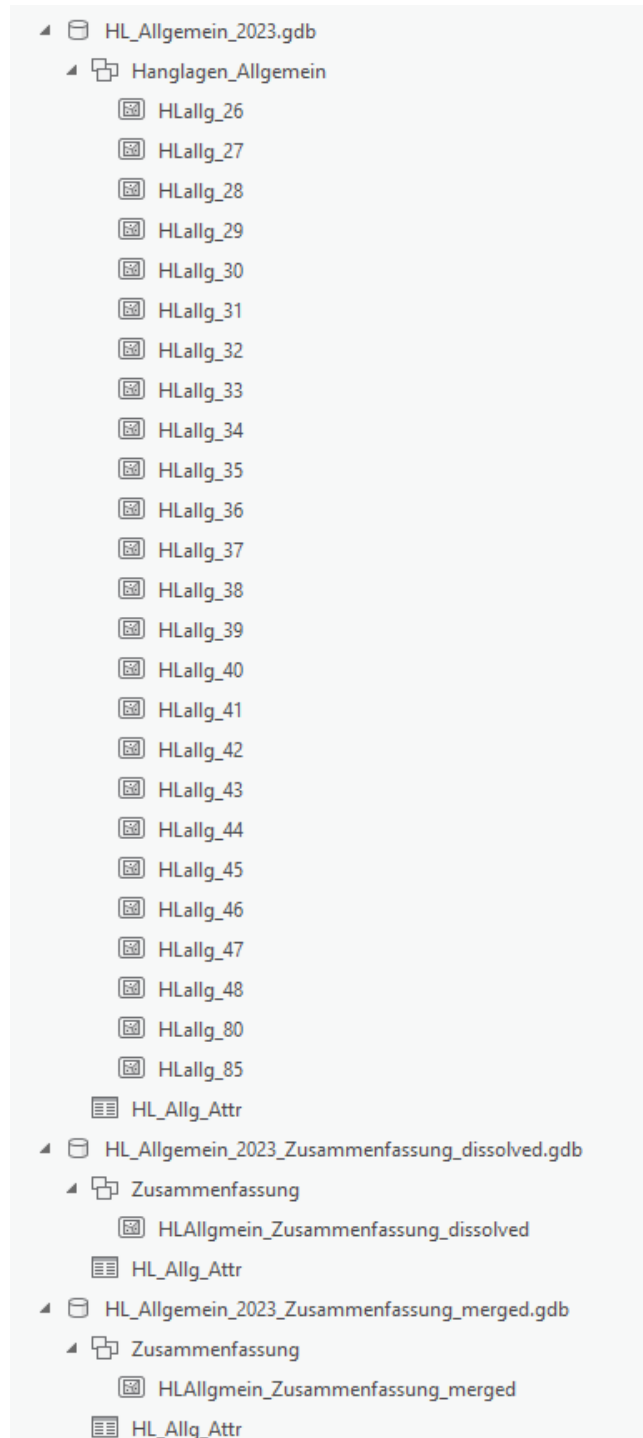 HL_Allgemein_2023.gdb
Hanglagen_Allgemein
HLallg_26
HLallg_27
HLallg_28
HLallg_29
HLallg_30
HLallg_31
HLallg_32
HLallg_33
HLallg_34
HLallg_35
HLallg_36
HLallg_37
HLallg_38
HLallg_39
HLallg_40
HLallg_41
HLallg_42
HLallg_43
HLallg_44
HLallg_45
HLallg_46
HLallg_47
HLallg_48
HLallg_80
HLallg_85
HL_Allg_Attr
HL_Allgemein_2023_Zusammenfassung_dissolved.gdb
Zusammenfassung
HLAllgmein_Zusammenfassung_dissolved
HL_Allg_Attr
HL_Allgemein_2023_Zusammenfassung_merged.gdb
Zusammenfassung
HLAllgmein_Zusammenfassung_merged
HL_Allg_Attr